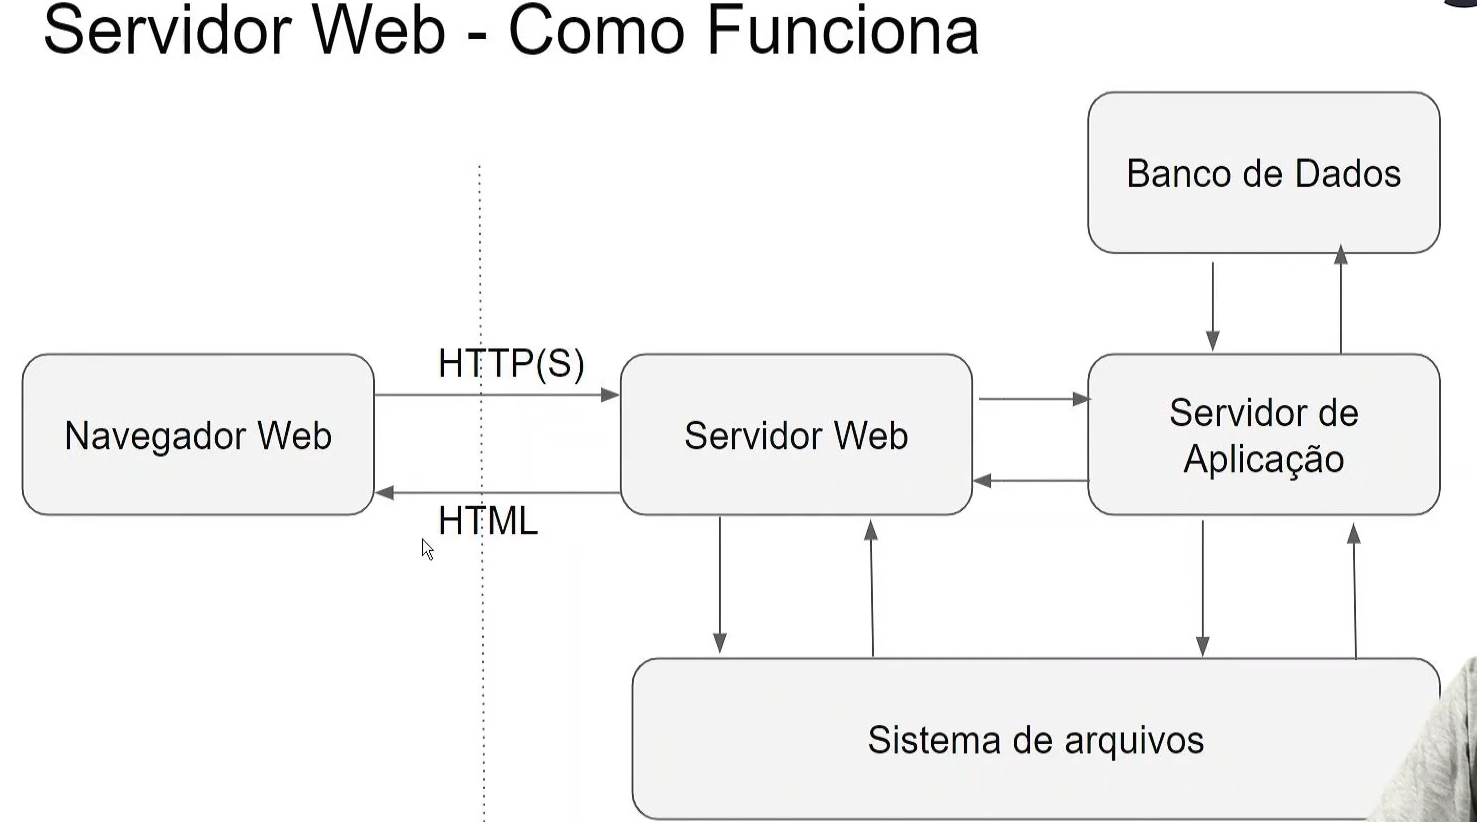 Servidor Web - Como Funciona
Banco de Dados
HTTP(S)
Navegador Web
Servidor Web
Servidor de
Aplicação
HTML
Sistema de arquivos